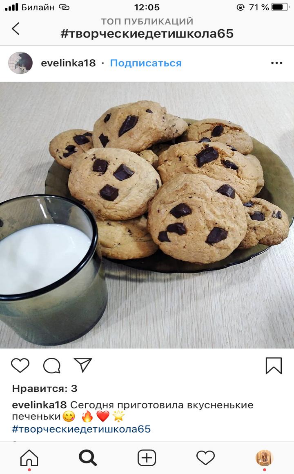 Билайн 12:05 71 %
ТОП ПУБЛИКАЦИЙ
#творческиедетишкола65
evelinka18 • Подписаться
Нравится: 3
evelinka18 Сегодня приготовила вкусненькие
печеньки😋 🔥❤️🌟
#творческиедетишкола65